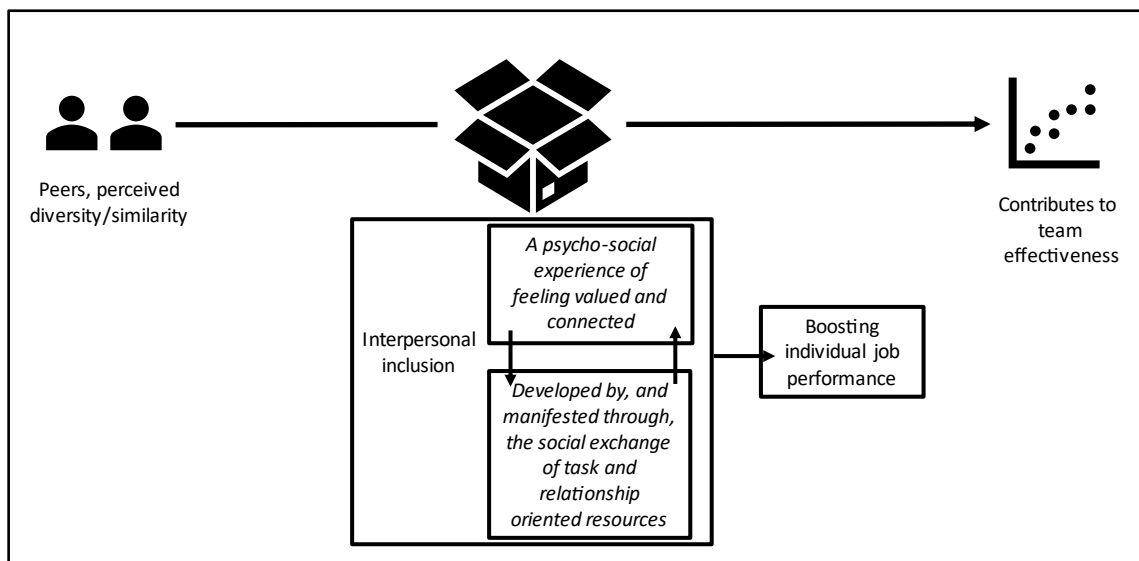 Peers, perceived
diversity/similarity
Contributes to
team
effectiveness
Interpersonal
inclusion
A psycho-social
experience of
feeling valued and
connected
Developed by, and
manifested through,
the social exchange
of task and
relationship
oriented resources
Boosting
individual job
performance